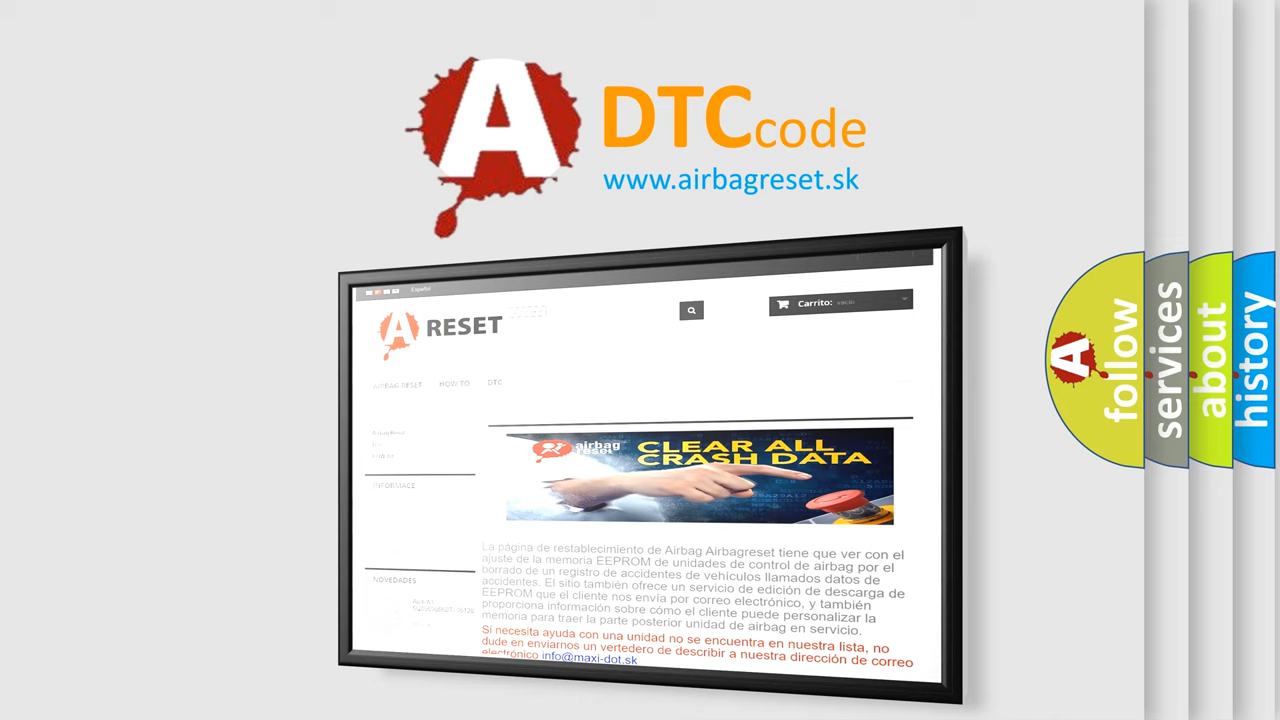 A DTCcode
www.airbagreset.sk
Español
A RESET
Carrito: vacío
AIRBAG RESET HOW TO DTC
Airbag Reset
INFORMACE
NOVEDADES
airbag
reset
CLEAR ALL
CRASH DATA
La página de restablecimiento de Airbag Airbagreset tiene que ver con el
ajuste de la memoria EEPROM de unidades de control de airbag por el
borrado de un registro de accidentes de vehículos llamados datos de
accidentes. El sitio también ofrece un servicio de edición de descarga de
EEPROM que el cliente nos envía por correo electrónico, y también
proporciona información sobre cómo el cliente puede personalizar la
memoria para traer la parte posterior unidad de airbag en servicio.
Si necesita ayuda con una unidad no se encuentra en nuestra lista, no
dude en enviarnos un vertedero de describir a nuestra dirección de correo
electrónico info@maxi-dot.sk
A
follow
services
about
history